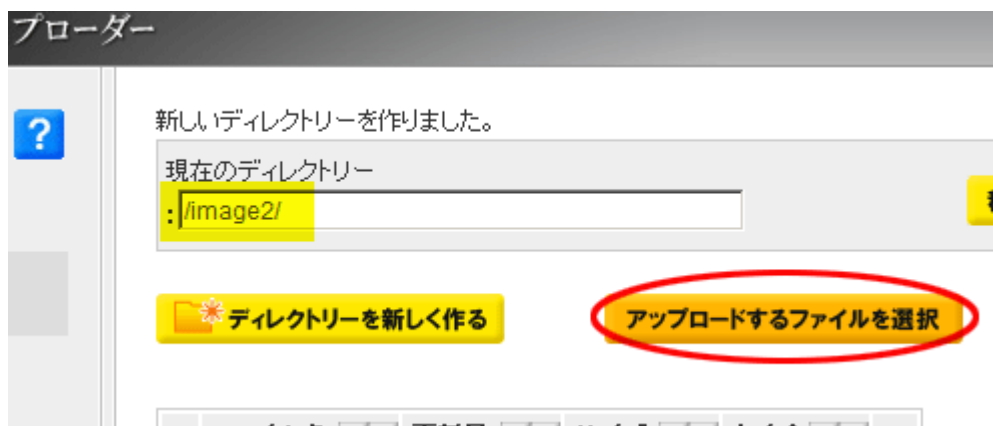 プローダー
?
新しいディレクトリーを作りました。
現在のディレクトリー
: /image2/
ディレクトリーを新しく作る
アップロードするファイルを選択